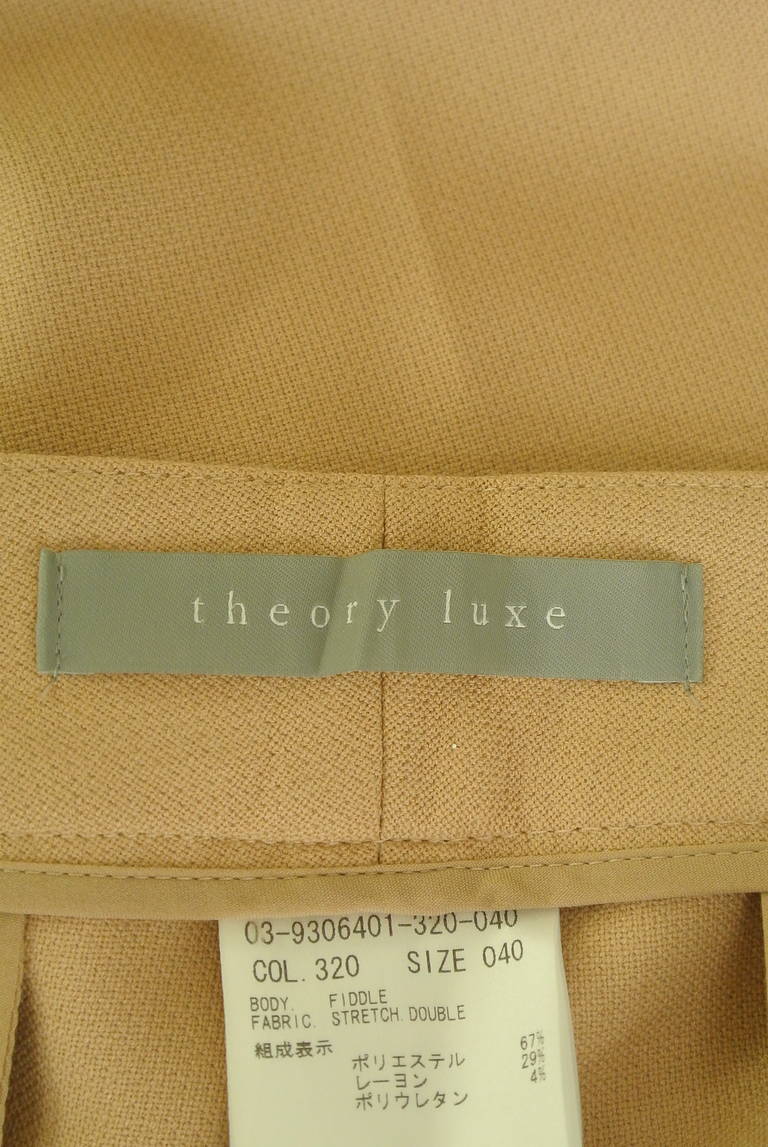 theory luxe
03-9306401-320-040
COL. 320 SIZE 040
BODY. FIDDLE
FABRIC. STRETCH.DOUBLE
組成表示
ポリエステル 67%
レーヨン 29%
ポリウレタン 4%